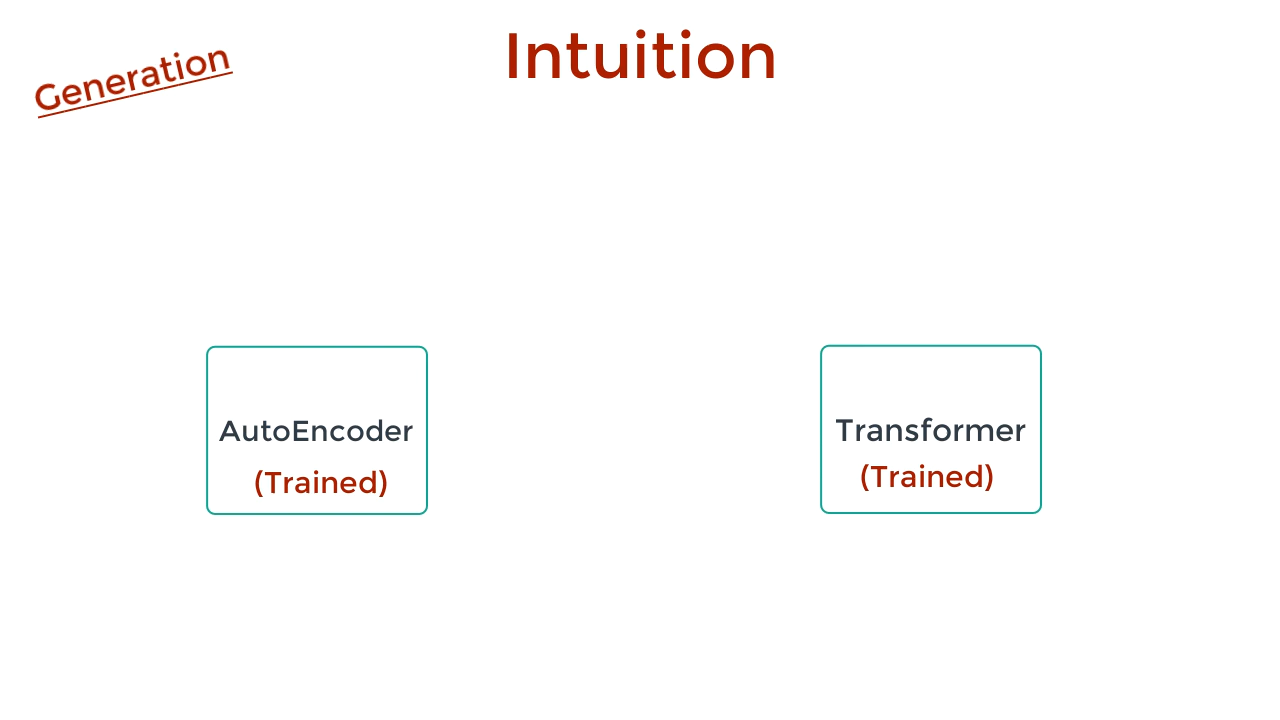 Intuition
Generation
AutoEncoder
(Trained)
Transformer
(Trained)